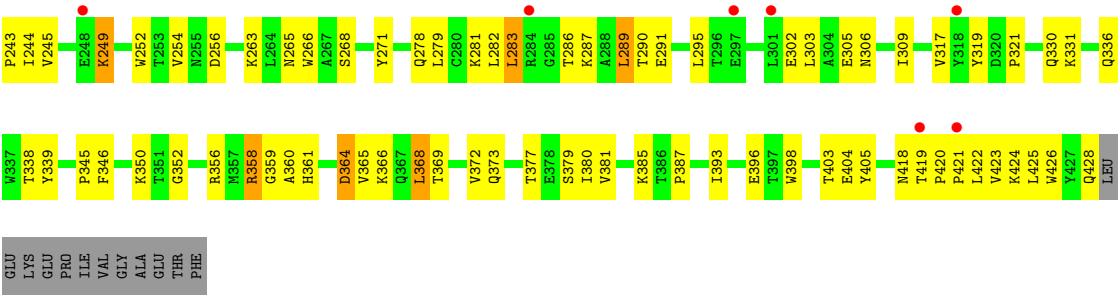 P243 I244 V245 E248 K249 W252 T253 V254 N255 D256 K263 L264 N265 W266 A267 S268 Y271 Q278 L279 C280 K281 L282 L283 R284 G285 T286 K287 A288 L289 T290 E291 L295 T296 E297 L301 E302 L303 A304 E305 N306 I309 V317 Y318 Y319 D320 P321 Q330 K331 Q336
W337 T338 Y339 P345 F346 K350 T351 G352 R356 M357 R358 G359 A360 H361 D364 V365 K366 Q367 L368 T369 V372 Q373 T377 E378 S379 I380 V381 K385 T386 P387 I393 E396 T397 W398 T403 E404 Y405 N418 T419 P420 P421 L422 V423 K424 L425 W426 Y427 Q428 LEU
GLU LYS GLU PRO ILE VAL GLY ALA GLU THR PHE